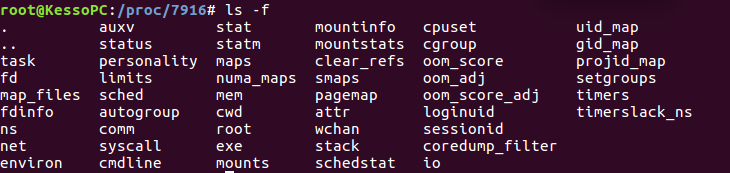 root@KessoPC:/proc/7916# ls -f
. auxv stat mountinfo cpuset uid_map
.. status statm mountstats cgroup gid_map
task personality maps clear_refs oom_score projid_map
fd limits numa_maps smaps oom_adj setgroups
map_files sched mem pagemap oom_score_adj timers
fdinfo autogroup cwd attr loginuid timerslack_ns
ns comm root wchan sessionid
net syscall exe stack coredump_filter
environ cmdline mounts schedstat io